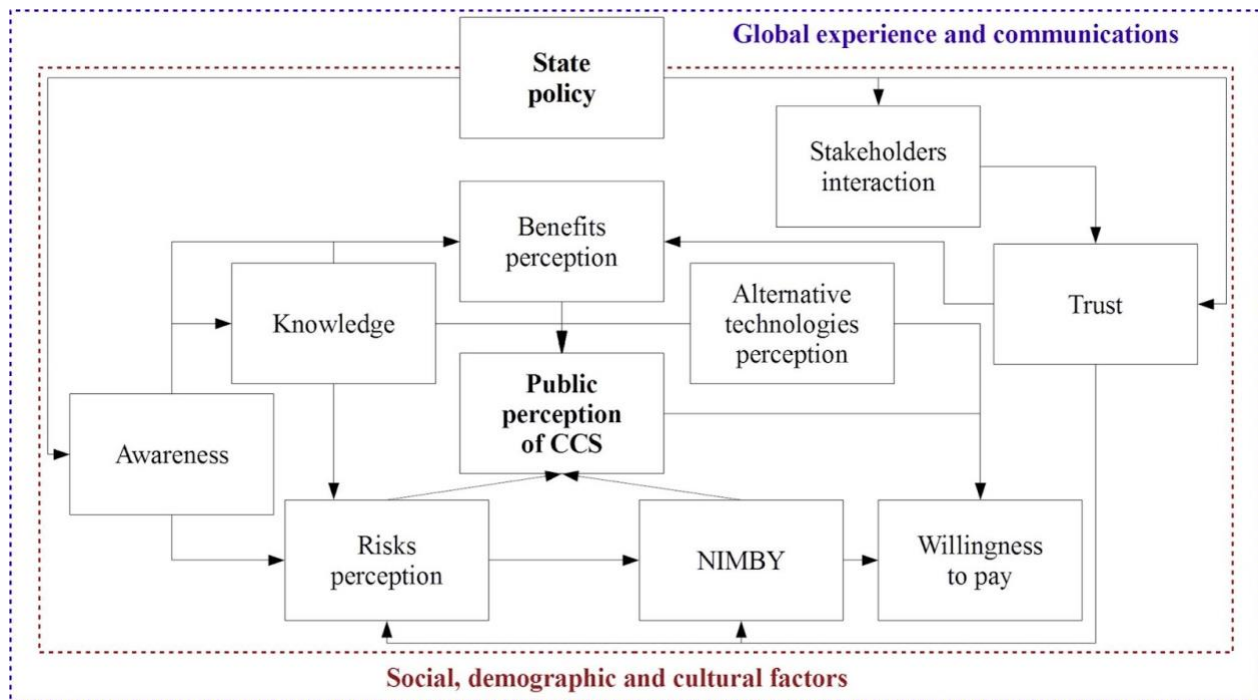 Global experience and communications
State
policy
Stakeholders
interaction
Benefits
perception
Knowledge
Alternative
technologies
perception
Trust
Public
perception
of CCS
Awareness
Risks
perception
NIMBY
Willingness
to pay
Social, demographic and cultural factors